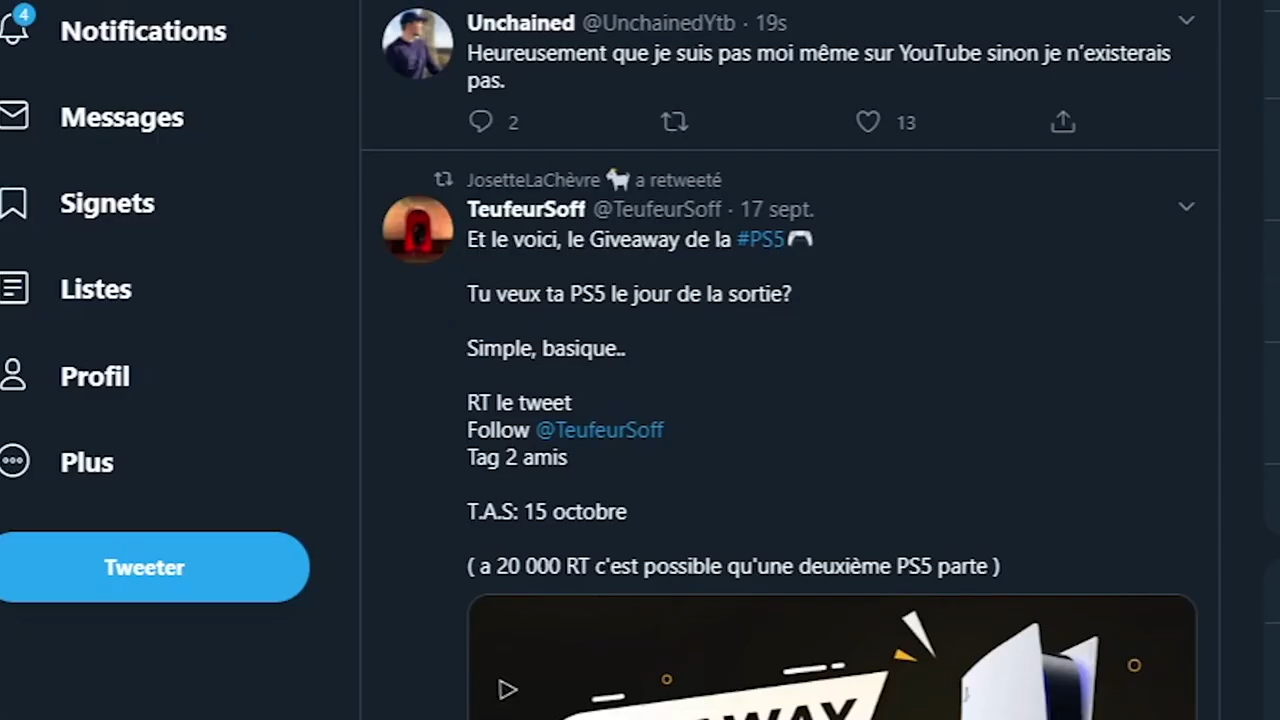 4
Notifications
Messages
Signets
Listes
Profil
Plus
Tweeter
Unchained @UnchainedYtb · 19s
Heureusement que je suis pas moi même sur YouTube sinon je n'existerais
pas.
2
13
JosetteLaChèvre 🐐 a retweeté
TeufeurSoff @TeufeurSoff · 17 sept.
Et le voici, le Giveaway de la #PS5🎮
Tu veux ta PS5 le jour de la sortie?
Simple, basique..
RT le tweet
Follow @TeufeurSoff
Tag 2 amis
T.A.S: 15 octobre
( a 20 000 RT c'est possible qu'une deuxième PS5 parte )
AWAY